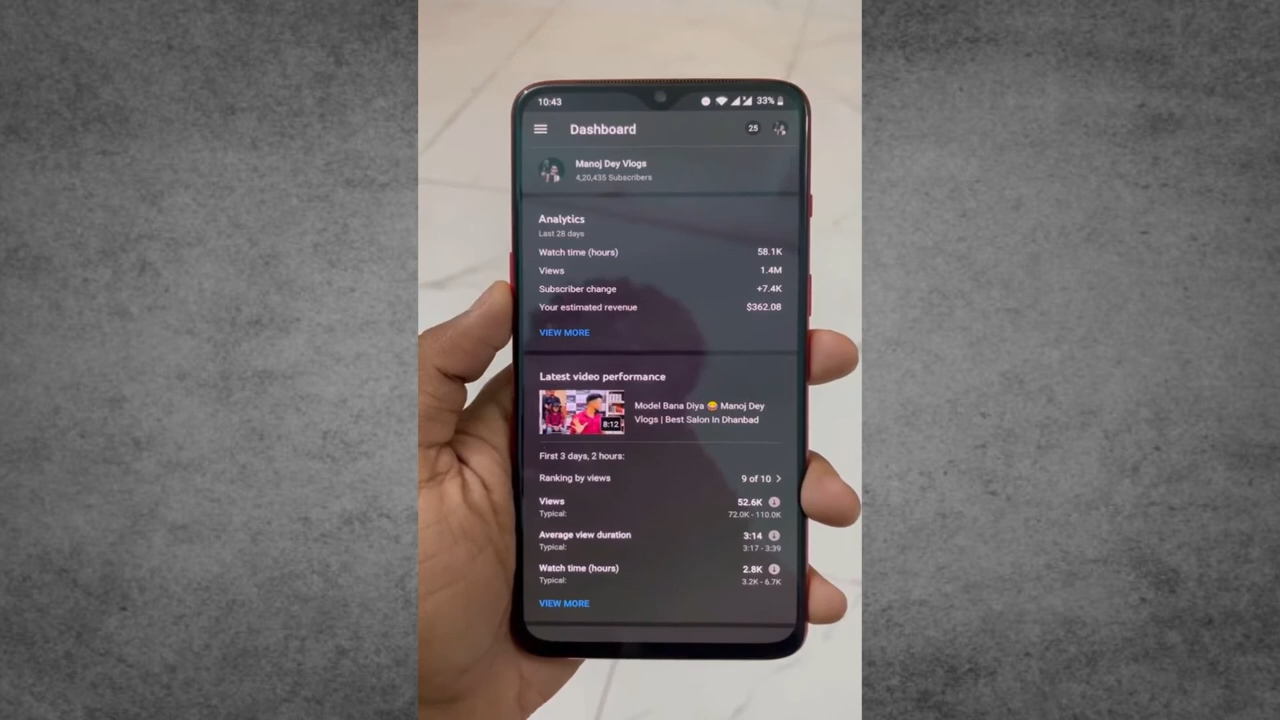 10:43
33%
Dashboard
25
Manoj Dey Vlogs
4,20,435 Subscribers
Analytics
Last 28 days
Watch time (hours) 58.1K
Views 1.4M
Subscriber change +7.4K
Your estimated revenue $362.08
VIEW MORE
Latest video performance
8:12
Model Bana Diya 😂 Manoj Dey
Vlogs | Best Salon In Dhanbad
First 3 days, 2 hours:
Ranking by views 9 of 10 >
Views 52.6K
Typical: 72.0K - 110.0K
Average view duration 3:14
Typical: 3:17 - 3:39
Watch time (hours) 2.8K
Typical: 3.2K - 6.7K
VIEW MORE